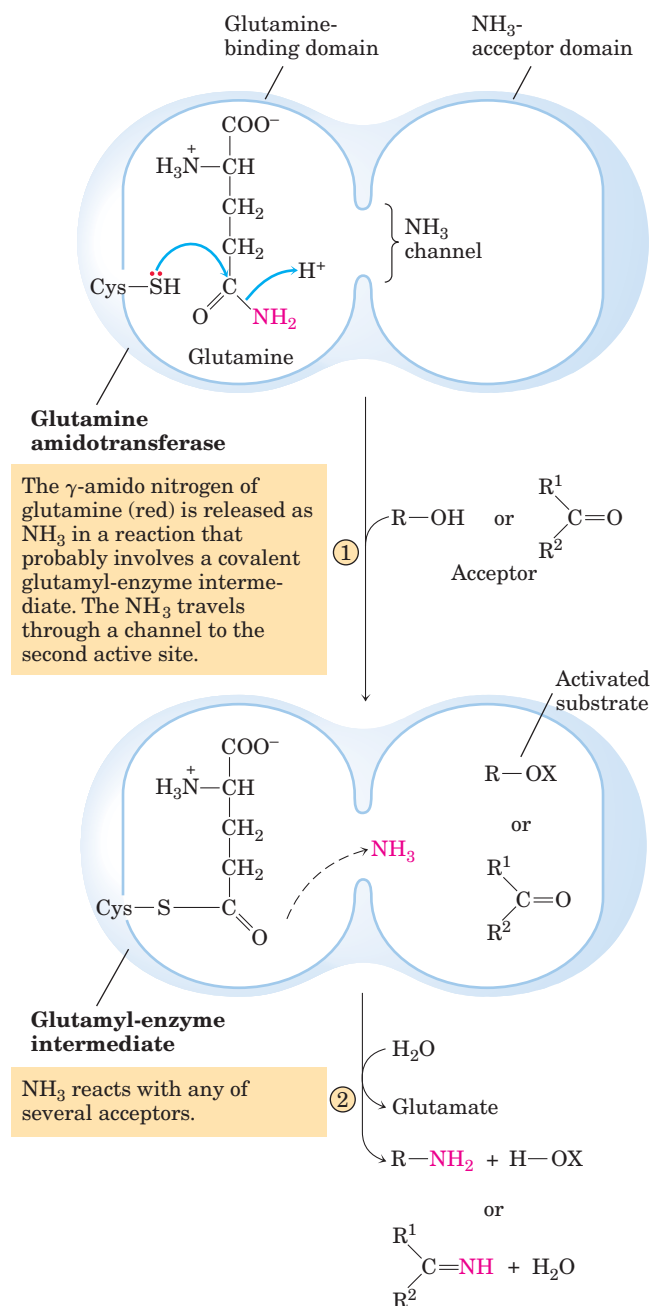 Glutamine-
binding domain
NH₃-
acceptor domain
COO⁻
H₃N⁺—CH
CH₂
CH₂
NH₃
channel
H⁺
Cys—SH
C
O
NH₂
Glutamine
Glutamine
amidotransferase
The γ-amido nitrogen of
glutamine (red) is released as
NH₃ in a reaction that
probably involves a covalent
glutamyl-enzyme interme-
diate. The NH₃ travels
through a channel to the
second active site.
1
R—OH or
R¹
C=O
R²
Acceptor
Activated
substrate
COO⁻
H₃N⁺—CH
CH₂
CH₂
Cys—S—C
O
NH₃
R—OX
or
R¹
C=O
R²
Glutamyl-enzyme
intermediate
NH₃ reacts with any of
several acceptors.
2
H₂O
Glutamate
R—NH₂ + H—OX
or
R¹
C=NH + H₂O
R²